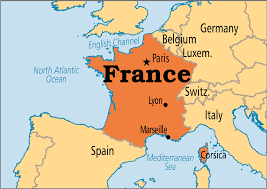 Germany
Belgium
English Channel
Luxem.
Paris
North Atlantic
Ocean
France
Switz.
Lyon
Italy
Marseille
Spain
Mediterranean
Sea
Corsica